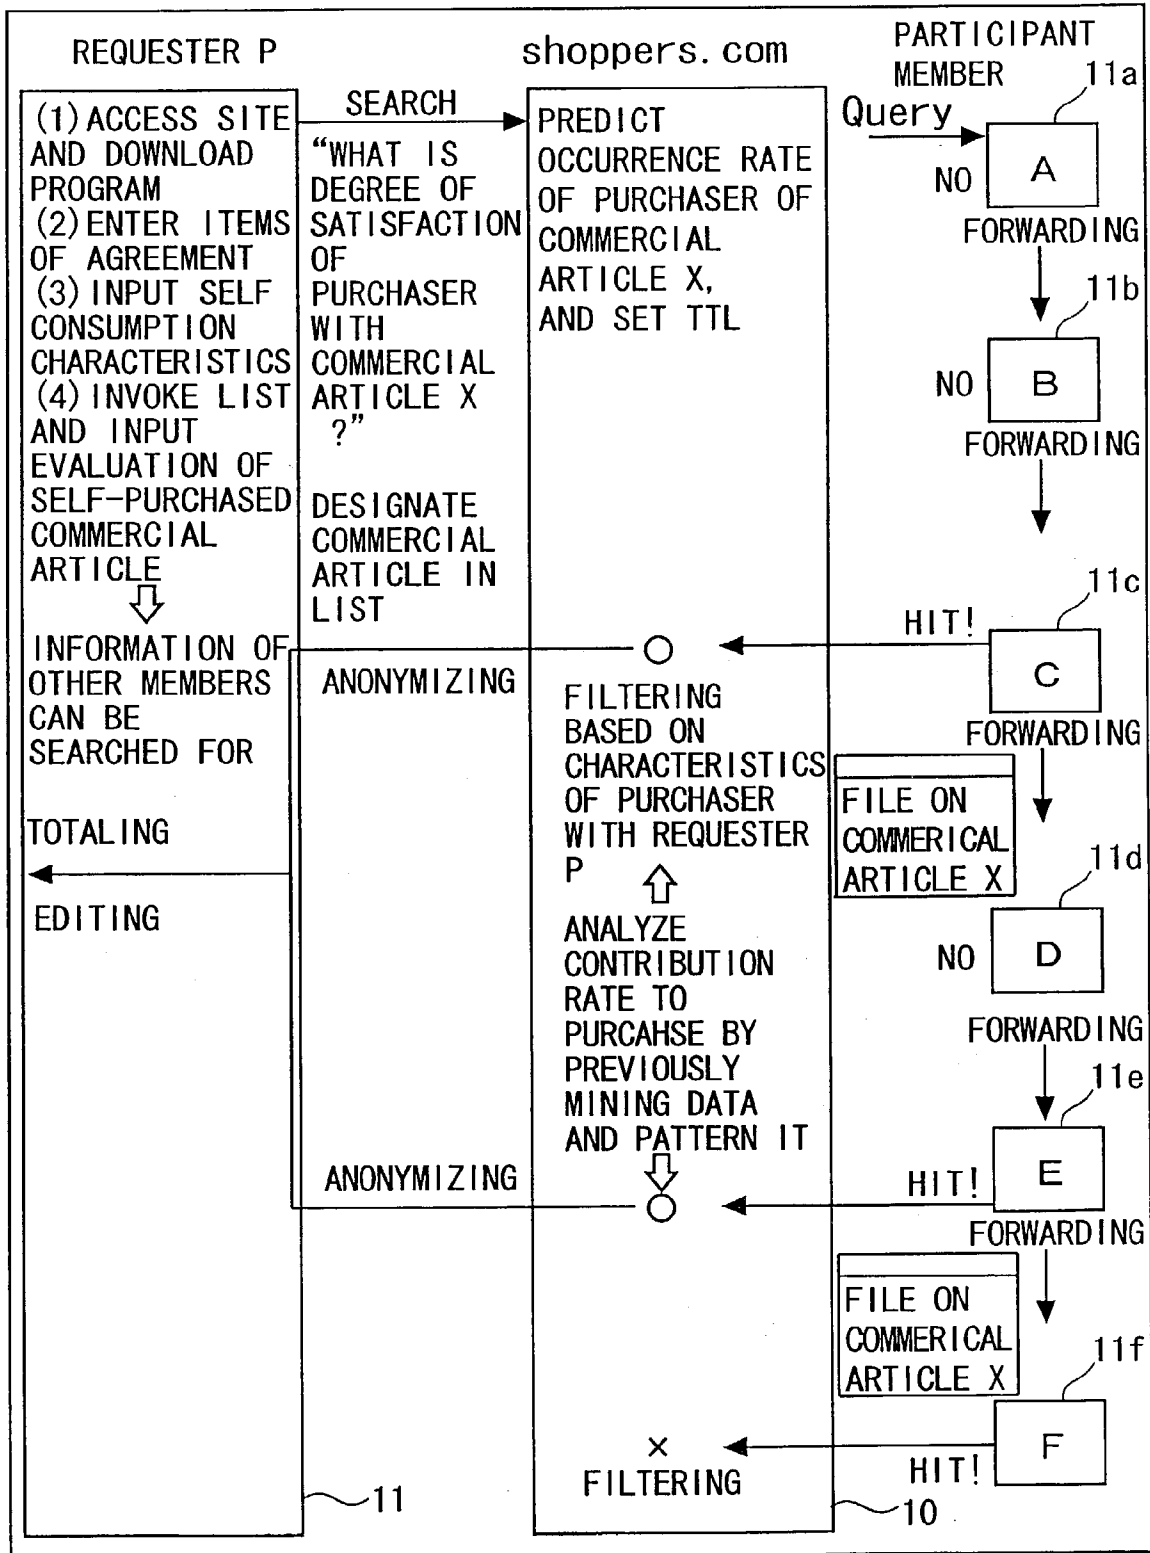 REQUESTER P
shoppers.com
PARTICIPANT
MEMBER
11a
(1)ACCESS SITE
AND DOWNLOAD
PROGRAM
(2)ENTER ITEMS
OF AGREEMENT
(3)INPUT SELF
CONSUMPTION
CHARACTERISTICS
(4)INVOKE LIST
AND INPUT
EVALUATION OF
SELF-PURCHASED
COMMERCIAL
ARTICLE
INFORMATION OF
OTHER MEMBERS
CAN BE
SEARCHED FOR
TOTALING
EDITING
11
SEARCH
“WHAT IS
DEGREE OF
SATISFACTION
OF
PURCHASER
WITH
COMMERCIAL
ARTICLE X
?”
DESIGNATE
COMMERCIAL
ARTICLE IN
LIST
ANONYMIZING
ANONYMIZING
PREDICT
OCCURRENCE RATE
OF PURCHASER OF
COMMERCIAL
ARTICLE X,
AND SET TTL
FILTERING
BASED ON
CHARACTERISTICS
OF PURCHASER
WITH REQUESTER
P
ANALYZE
CONTRIBUTION
RATE TO
PURCAHSE BY
PREVIOUSLY
MINING DATA
AND PATTERN IT
×
FILTERING
10
Query
NO
A
FORWARDING
11b
NO
B
FORWARDING
11c
HIT!
C
FORWARDING
FILE ON
COMMERICAL
ARTICLE X
11d
NO
D
FORWARDING
11e
HIT!
E
FORWARDING
FILE ON
COMMERICAL
ARTICLE X
11f
HIT!
F